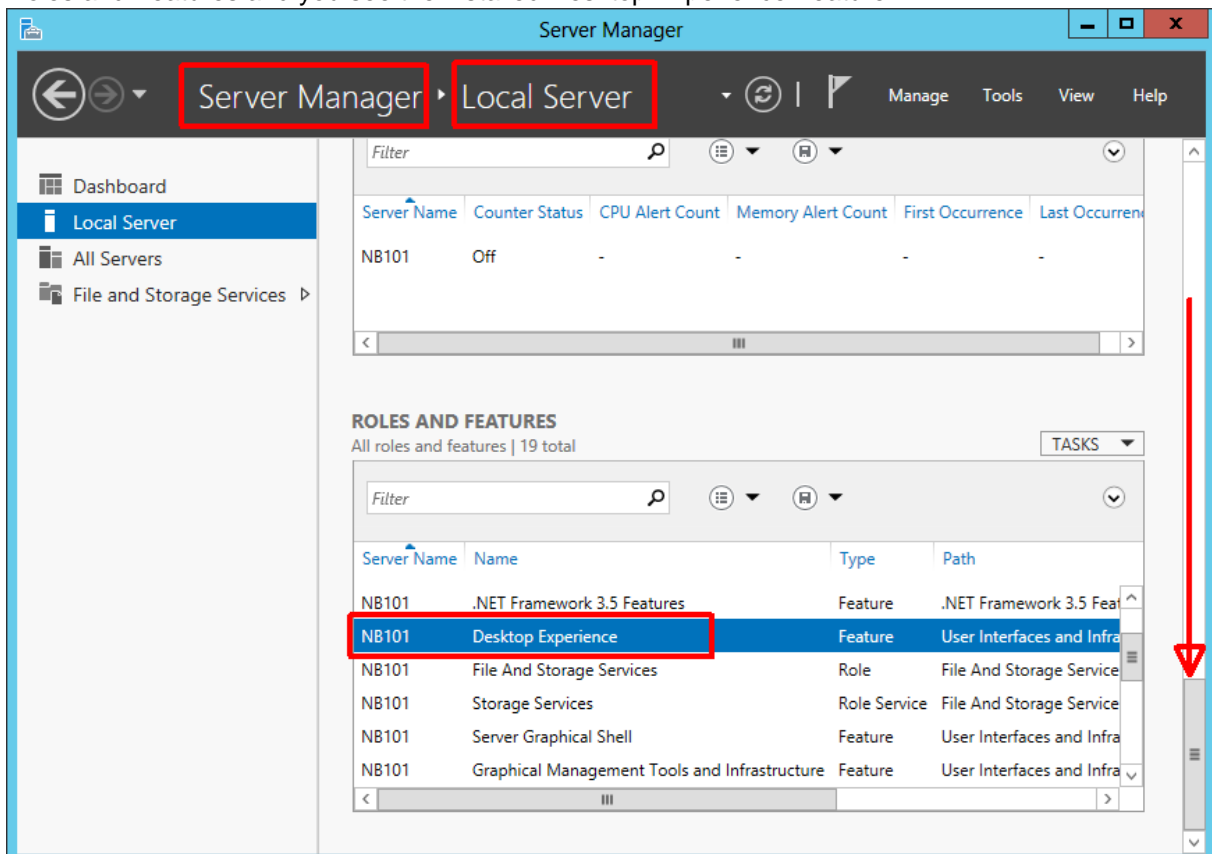 Server Manager
Server Manager Local Server Manage Tools View Help
Filter
Dashboard
Local Server
All Servers
File and Storage Services
Server Name Counter Status CPU Alert Count Memory Alert Count First Occurrence Last Occurren
NB101 Off - - - -
ROLES AND FEATURES
All roles and features | 19 total
TASKS
Filter
Server Name Name Type Path
NB101 .NET Framework 3.5 Features Feature .NET Framework 3.5 Feat
NB101 Desktop Experience Feature User Interfaces and Infra
NB101 File And Storage Services Role File And Storage Service
NB101 Storage Services Role Service File And Storage Service
NB101 Server Graphical Shell Feature User Interfaces and Infra
NB101 Graphical Management Tools and Infrastructure Feature User Interfaces and Infra